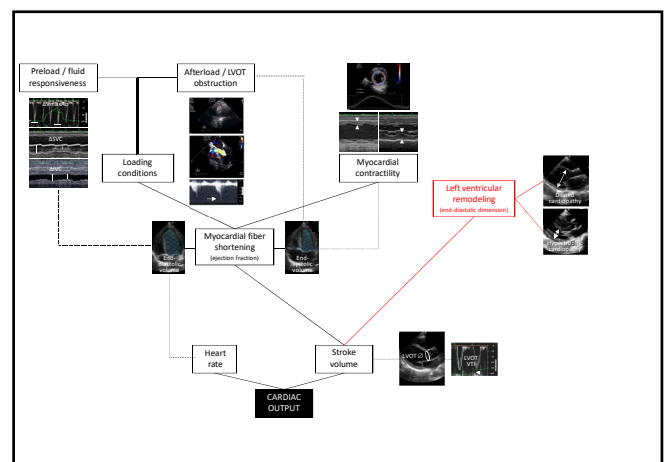 Preload / fluid
responsiveness
Afterload / LVOT
obstruction
ΔSVC
ΔIVC
Loading
conditions
Myocardial
contractility
Left ventricular
remodeling
(end-diastolic dimension)
Dilated
cardiopathy
Hypertrophic
cardiopathy
Myocardial fiber
shortening
(ejection fraction)
End-
diastolic
volume
End-
systolic
volume
Heart
rate
Stroke
volume
LVOT ∅
LVOT
VTI
CARDIAC
OUTPUT